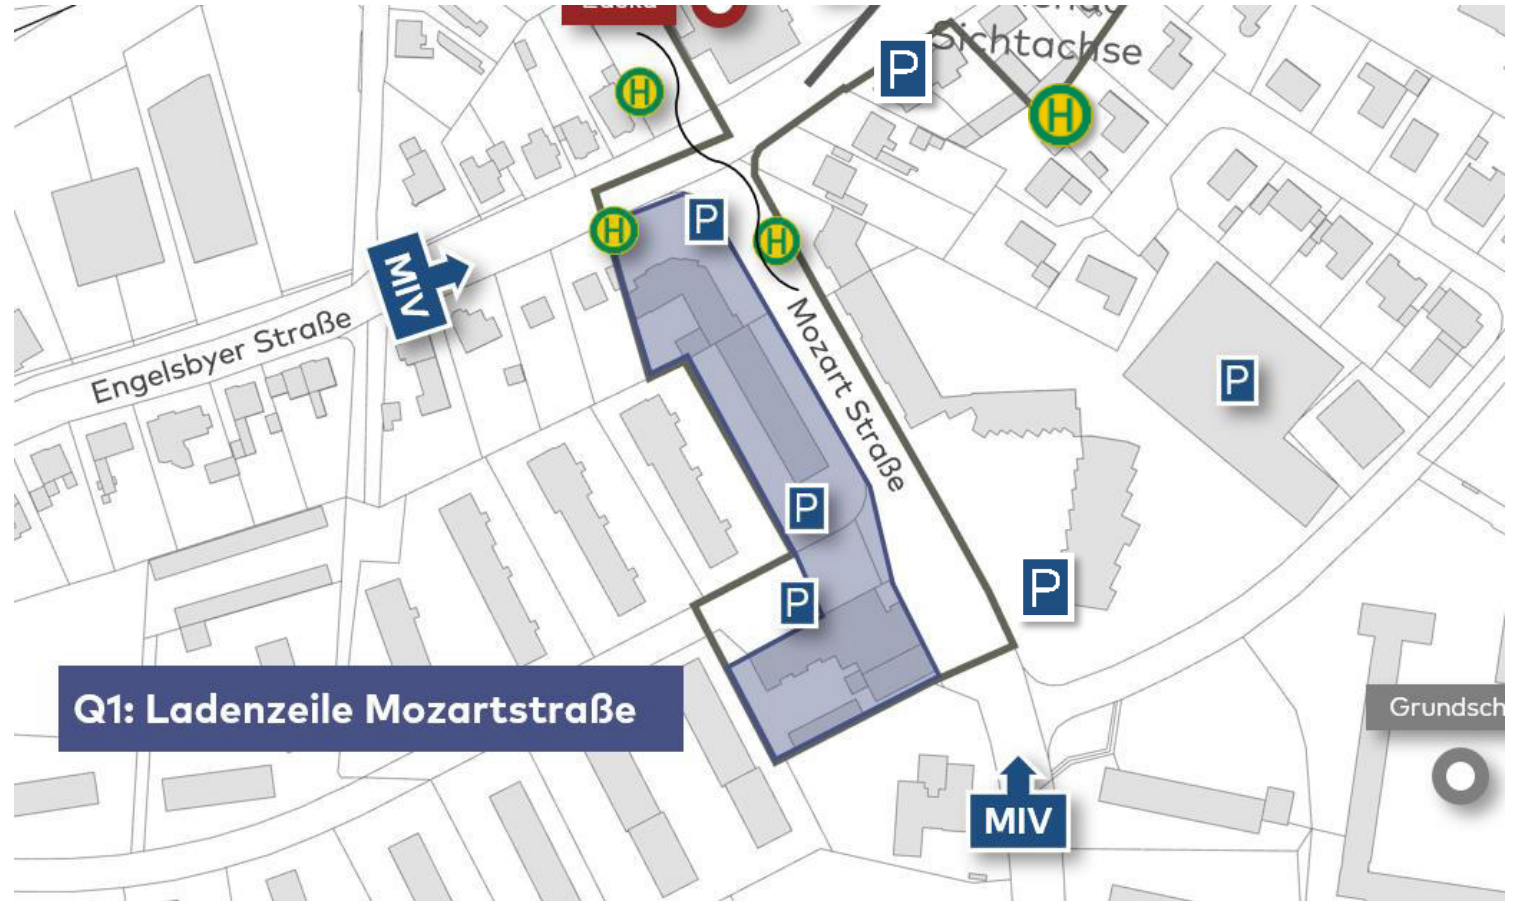 Sichtachse
P
H
H
H
P
H
MIV
Engelsbyer Straße
Mozart Straße
P
P
P
P
Q1: Ladenzeile Mozartstraße
Grundsch
MIV